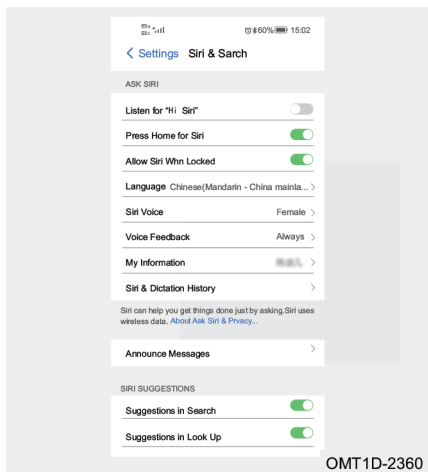 60% 15:02
Settings Siri & Sarch
ASK SIRI
Listen for "Hi Siri"
Press Home for Siri
Allow Siri Whn Locked
Language Chinese(Mandarin - China mainla...
Siri Voice Female
Voice Feedback Always
My Information
Siri & Dictation History
Siri can help you get things done just by asking.Siri uses
wireless data. About Ask Siri & Prvacy...
Announce Messages
SIRI SUGGESTIONS
Suggestions in Search
Suggestions in Look Up
OMT1D-2360